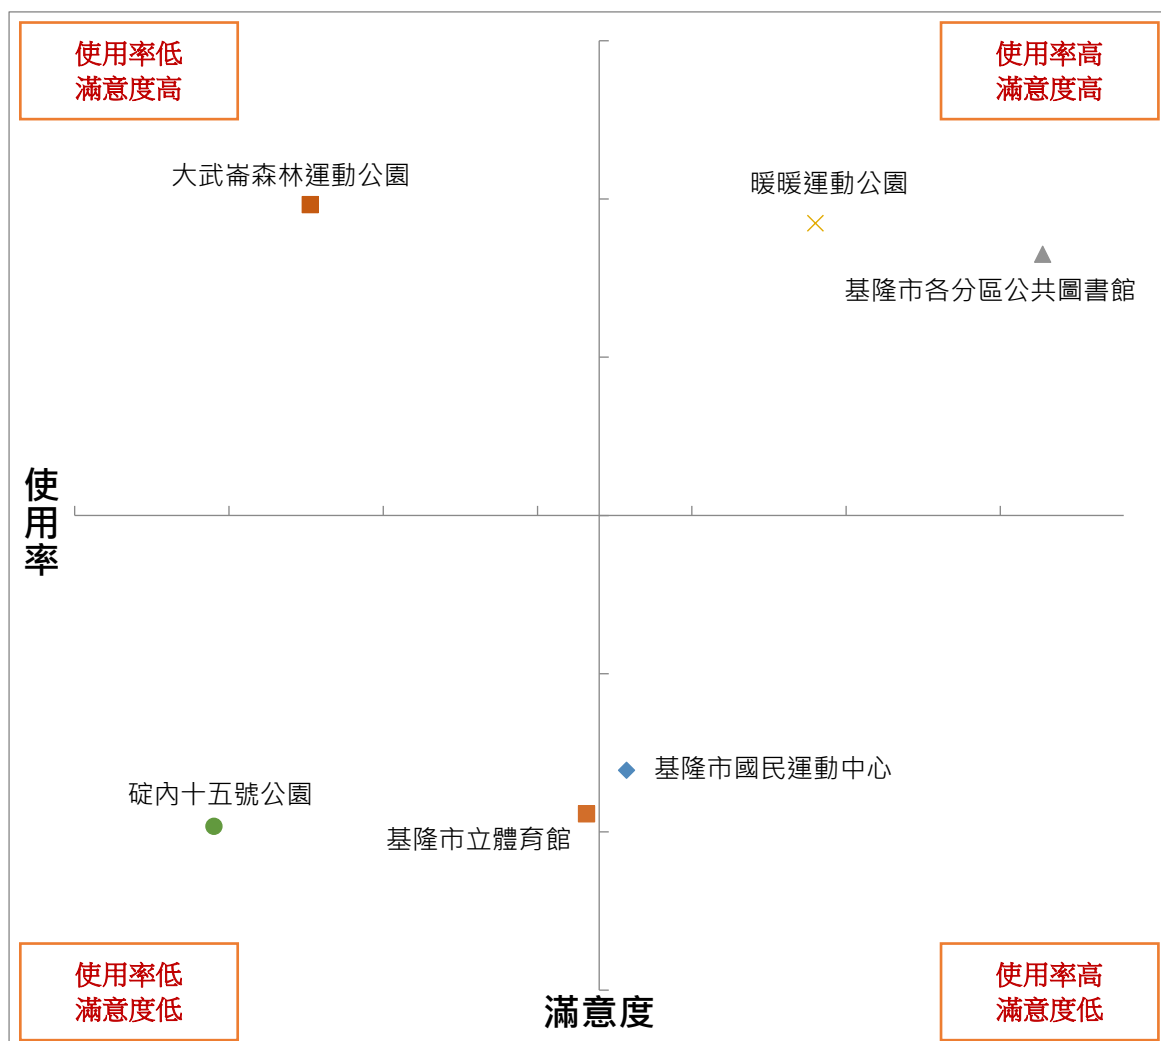 使用率低
滿意度高
使用率高
滿意度高
大武崙森林運動公園
暖暖運動公園
基隆市各分區公共圖書館
使用率
基隆市國民運動中心
碇內十五號公園
基隆市立體育館
使用率低
滿意度低
滿意度
使用率高
滿意度低